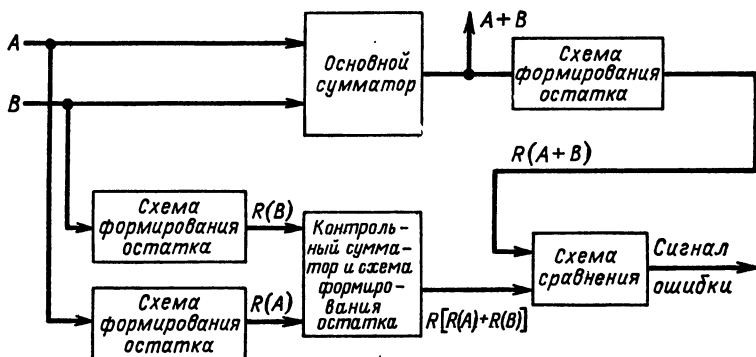 A
B
Основной
сумматор
A+B
Схема
формирования
остатка
R(A+B)
Схема
формирования
остатка
R(B)
Схема
формирования
остатка
R(A)
Контроль-
ный сумма-
тор и схема
формиро-
вания
остатка
R[R(A)+R(B)]
Схема
сравнения
Сигнал
ошибки